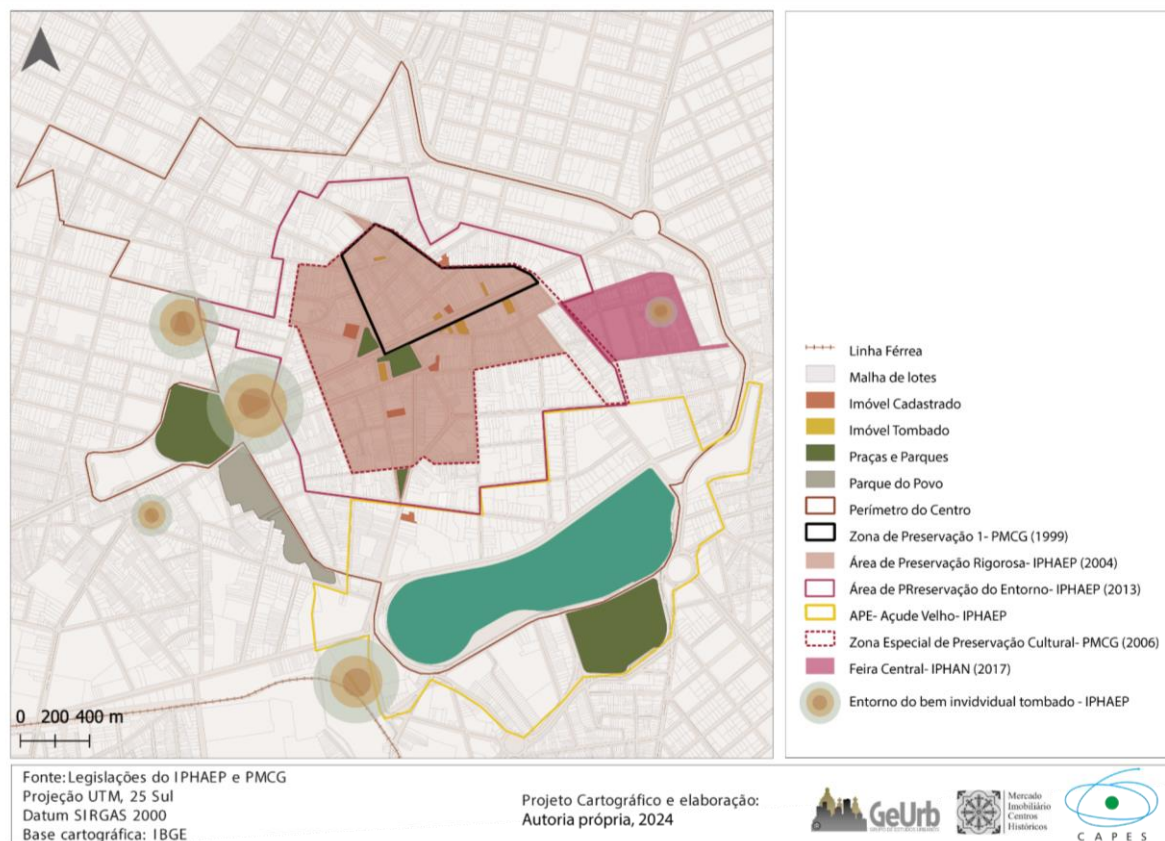 Linha Férrea
Malha de lotes
Imóvel Cadastrado
Imóvel Tombado
Praças e Parques
Parque do Povo
Perímetro do Centro
Zona de Preservação 1- PMCG (1999)
Área de Preservação Rigorosa- IPHAEP (2004)
Área de PRreservação do Entorno- IPHAEP (2013)
APE- Açude Velho- IPHAEP
Zona Especial de Preservação Cultural- PMCG (2006)
Feira Central- IPHAN (2017)
Entorno do bem invidvidual tombado - IPHAEP
0 200 400 m
Fonte: Legislações do IPHAEP e PMCG
Projeção UTM, 25 Sul
Datum SIRGAS 2000
Base cartográfica: IBGE
Projeto Cartográfico e elaboração:
Autoria própria, 2024
GeUrb
GRUPO DE ESTUDOS URBANOS
Mercado
Imobiliário
Centros
Históricos
CAPES